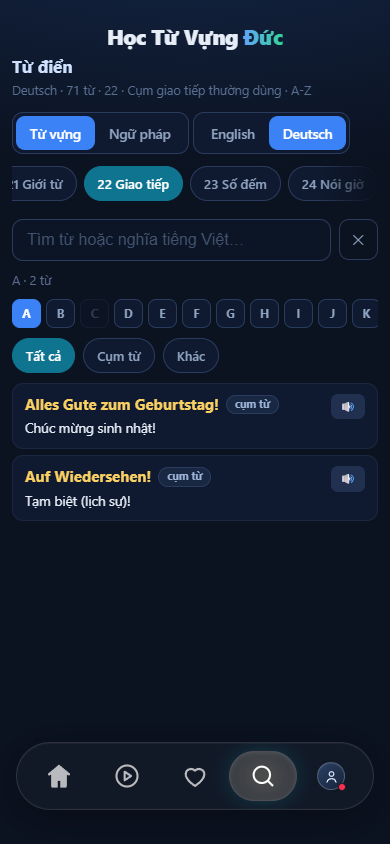 Học Từ Vựng Đức
Từ điển
Deutsch · 71 từ · 22 · Cụm giao tiếp thường dùng · A-Z
Từ vựng Ngữ pháp English Deutsch
21 Giới từ 22 Giao tiếp 23 Số đếm 24 Nói giờ
Tìm từ hoặc nghĩa tiếng Việt...
A · 2 từ
A B C D E F G H I J K
Tất cả Cụm từ Khác
Alles Gute zum Geburtstag! cụm từ
Chúc mừng sinh nhật!
Auf Wiedersehen! cụm từ
Tạm biệt (lịch sự)!